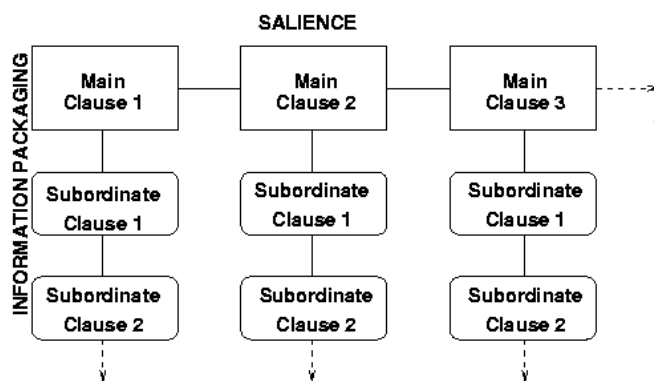 SALIENCE
INFORMATION PACKAGING
Main
Clause 1
Main
Clause 2
Main
Clause 3
Subordinate
Clause 1
Subordinate
Clause 1
Subordinate
Clause 1
Subordinate
Clause 2
Subordinate
Clause 2
Subordinate
Clause 2